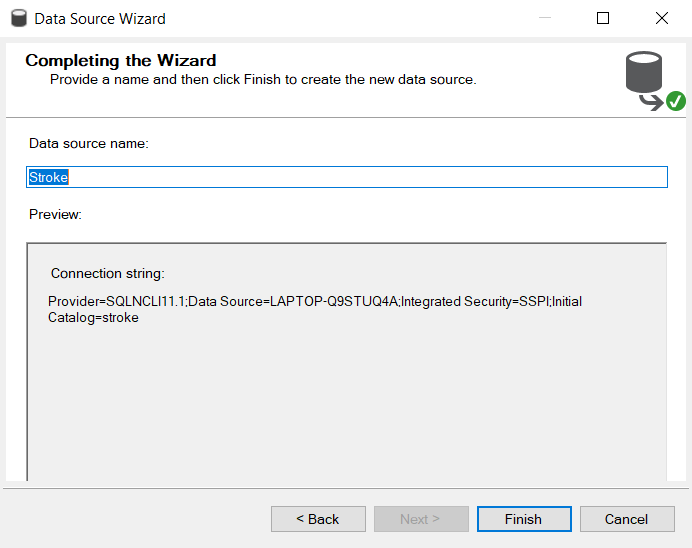 Data Source Wizard
Completing the Wizard
Provide a name and then click Finish to create the new data source.
Data source name:
Stroke
Preview:
Connection string:
Provider=SQLNCLI11.1;Data Source=LAPTOP-Q9STUQ4A;Integrated Security=SSPI;Initial
Catalog=stroke
< Back
Next >
Finish
Cancel